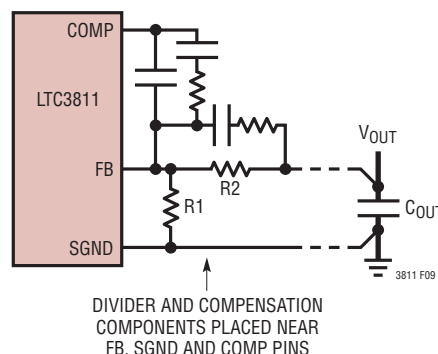 COMP
LTC3811
VOUT
FB
R2
R1
COUT
SGND
3811 F09
DIVIDER AND COMPENSATION
COMPONENTS PLACED NEAR
FB, SGND AND COMP PINS